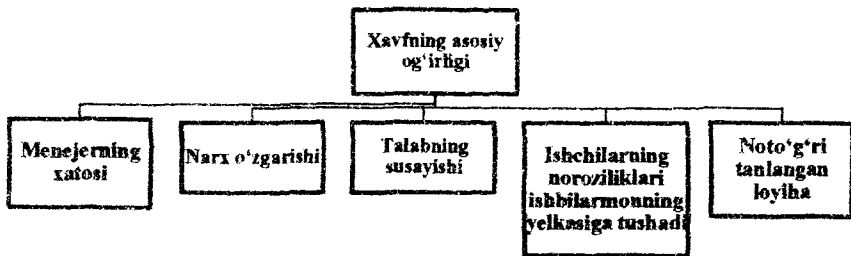 Xavfning asosiy
og‘irligi
Menejerning
xatosi
Narx o‘zgarishi
Talabning
susayishi
Ishchilarning
noroziliklari
ishbilarmonning
yelkasiga tushadi
Noto‘g‘ri
tanlangan
loyiha